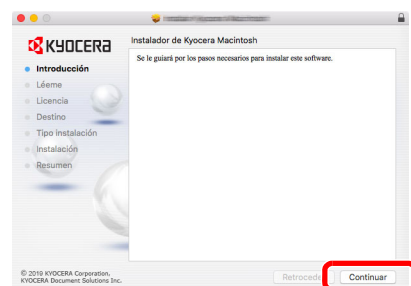 KYOCERA
Instalador de Kyocera Macintosh
Se le guiará por los pasos necesarios para instalar este software.
Introducción
Léeme
Licencia
Destino
Tipo instalación
Instalación
Resumen
© 2019 KYOCERA Corporation,
KYOCERA Document Solutions Inc.
Retroceder
Continuar